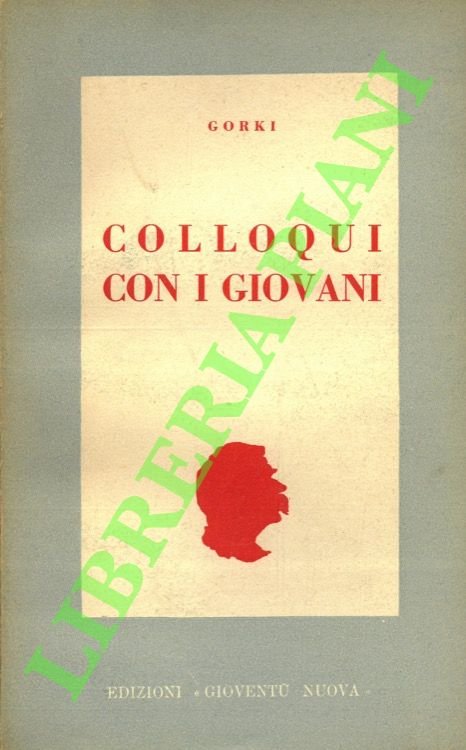 GORKI
COLLOQUI
CON I GIOVANI
LIBRERIA PIANI
EDIZIONI «GIOVENTÙ NUOVA»